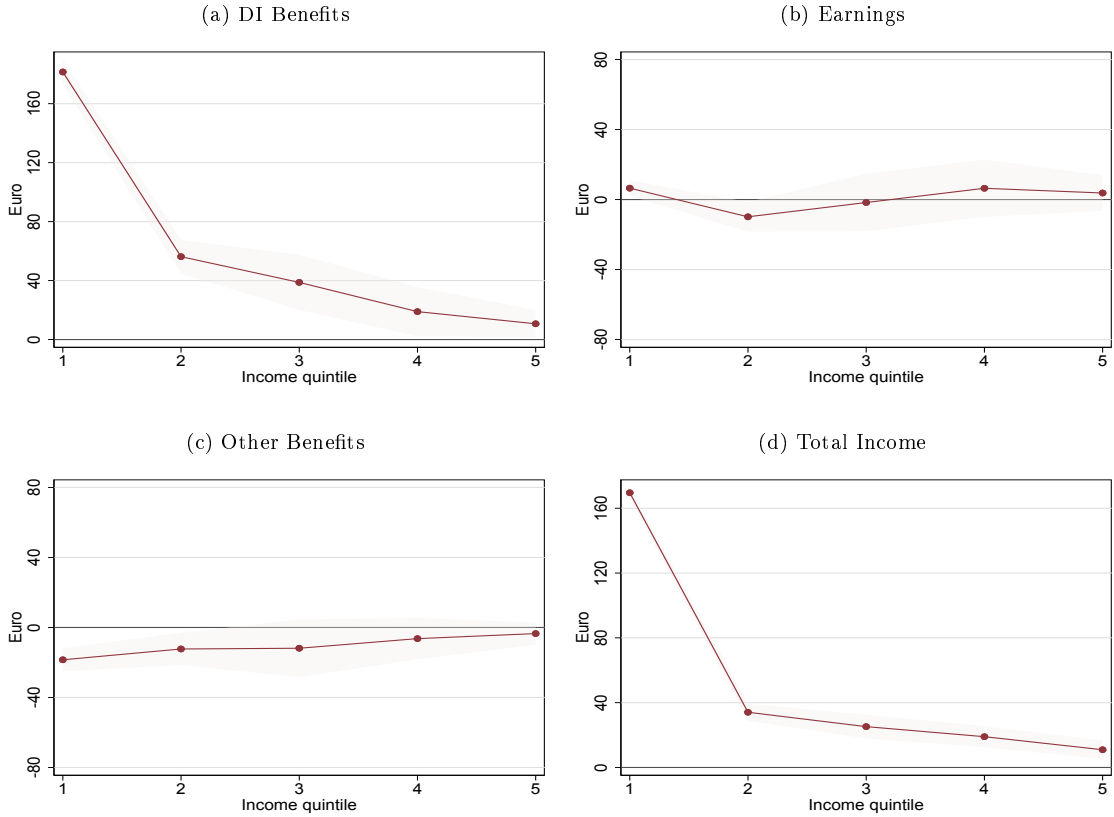 (a) DI Benefits
Euro
160
120
80
40
0
1 2 3 4 5
Income quintile
(b) Earnings
Euro
80
40
0
-40
-80
1 2 3 4 5
Income quintile
(c) Other Benefits
Euro
80
40
0
-40
-80
1 2 3 4 5
Income quintile
(d) Total Income
Euro
160
120
80
40
0
1 2 3 4 5
Income quintile